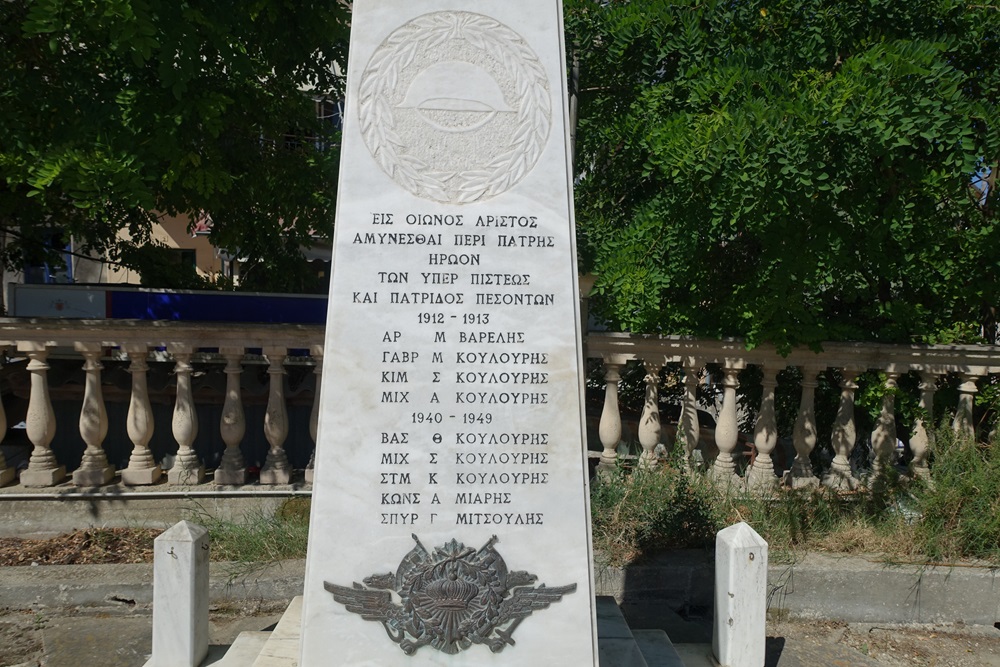 ΕΙΣ ΟΙΩΝΟΣ ΑΡΙΣΤΟΣ
ΑΜΥΝΕΣΘΑΙ ΠΕΡΙ ΠΑΤΡΗΣ
ΗΡΩΟΝ
ΤΩΝ ΥΠΕΡ ΠΙΣΤΕΩΣ
ΚΑΙ ΠΑΤΡΙΔΟΣ ΠΕΣΟΝΤΩΝ
1912 - 1913
ΑΡ Μ ΒΑΡΕΛΗΣ
ΓΑΒΡ Μ ΚΟΥΛΟΥΡΗΣ
ΚΙΜ Σ ΚΟΥΛΟΥΡΗΣ
ΜΙΧ Α ΚΟΥΛΟΥΡΗΣ
1940 - 1949
ΒΑΣ Θ ΚΟΥΛΟΥΡΗΣ
ΜΙΧ Σ ΚΟΥΛΟΥΡΗΣ
ΣΤΜ Κ ΚΟΥΛΟΥΡΗΣ
ΚΩΝΣ Α ΜΙΑΡΗΣ
ΣΠΥΡ Γ ΜΙΤΣΟΥΛΗΣ